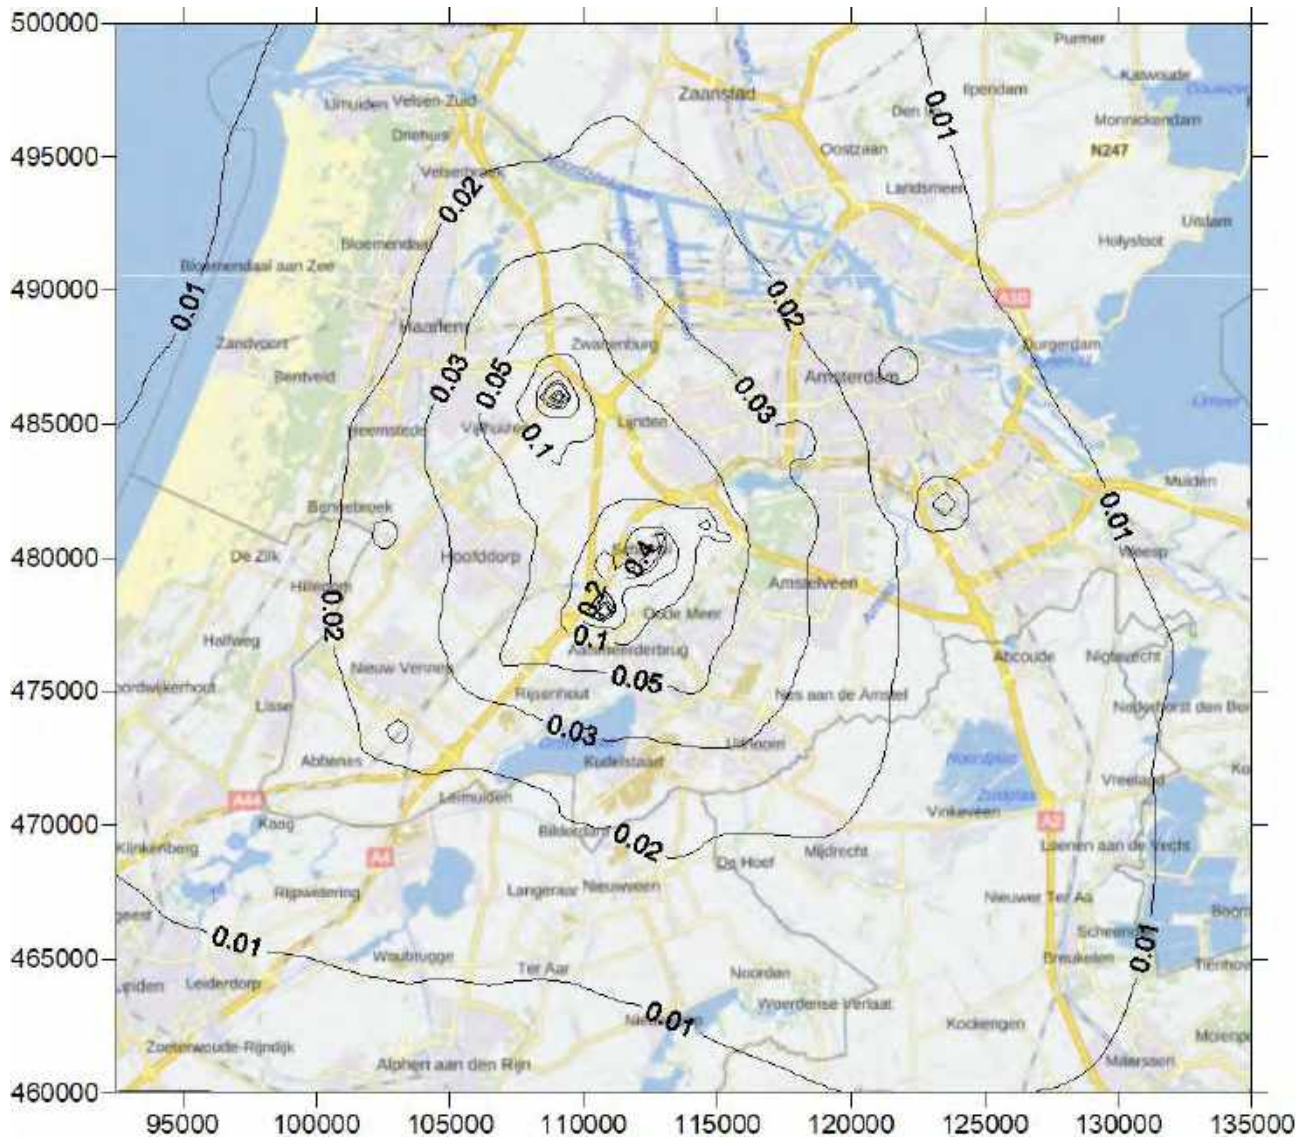 500000
Purmer
Katwoude
Ilpendam
Zaanstad
IJmuiden
Velsen-Zuid
Den
0.01
Monnickendam
Driehuis
495000
Oostzaan
N247
Velserbroek
Landsmeer
0.02
Uitdam
Bloemendaal
Holysloot
Bloemendaal aan Zee
490000
0.01
0.02
A10
Haarlem
Zandvoort
Zwanenburg
Durgerdam
0.03
0.05
Bentveld
Amsterdam
0.03
485000
Heemstede
Vijfhuizen
Lijnden
0.1
Muiden
Bennebroek
0.01
480000
De Zilk
Hoofddorp
0.4
Weesp
Hillegom
Amstelveen
0.02
0.2
Oude Meer
Halfweg
0.1
Aalsmeerderbrug
Nieuw Vennep
Abcoude
Nigtevecht
475000
0.05
Rijsenhout
Nes aan de Amstel
Lisse
Nederhorst den Ber
0.03
Uithoorn
Abbenes
Kudelstaart
Vreeland
Leimuiden
A44
Vinkeveen
470000
Kaag
Bilderdam
0.02
A2
Klinkenberg
A4
De Hoef
Mijdrecht
Loenen aan de Vecht
Rijpwetering
Langeraar
Nieuwveen
Nieuwer Ter Aa
0.01
0.01
465000
Woubrugge
Ter Aar
Noorden
Breukelen
Leiderdorp
Woerdense Verlaat
0.01
Kockengen
Zoeterwoude-Rijndijk
Alphen aan den Rijn
Maarssen
460000
95000
100000
105000
110000
115000
120000
125000
130000
135000